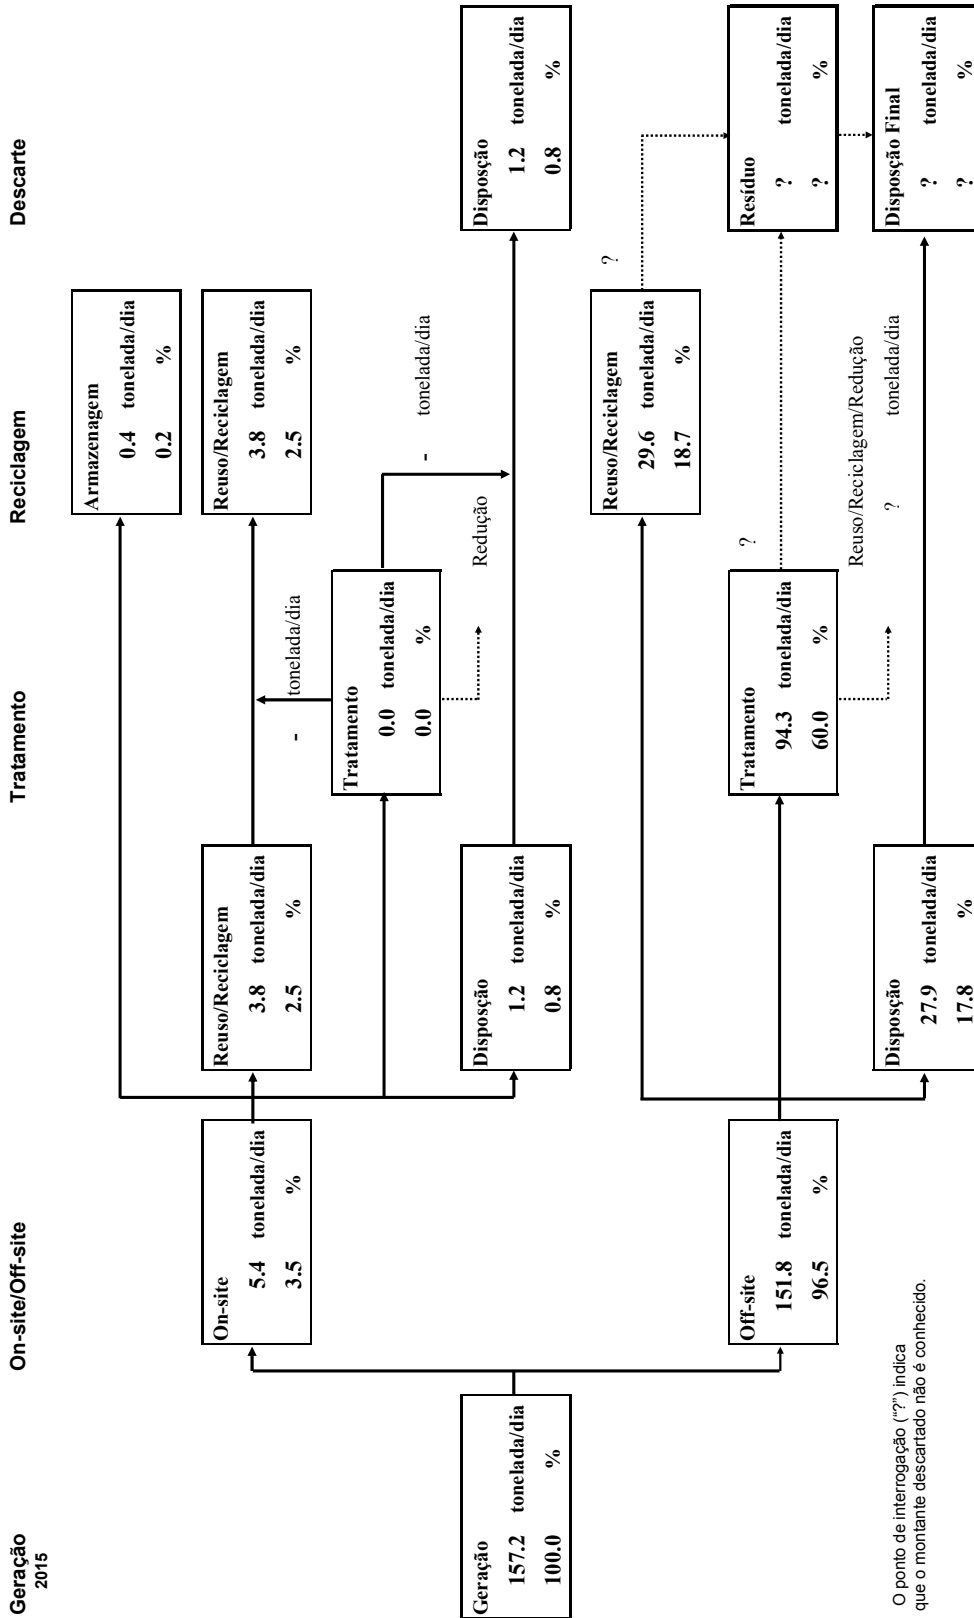 Geração
2015
On-site/Off-site
Tratamento
Reciclagem
Descarte
Geração
157.2 tonelada/dia
100.0 %
On-site
5.4 tonelada/dia
3.5 %
Off-site
151.8 tonelada/dia
96.5 %
Armazenagem
0.4 tonelada/dia
0.2 %
Reuso/Reciclagem
3.8 tonelada/dia
2.5 %
Reuso/Reciclagem
3.8 tonelada/dia
2.5 %
- tonelada/dia
Tratamento
0.0 tonelada/dia
0.0 %
- tonelada/dia
Redução
Disposção
1.2 tonelada/dia
0.8 %
Disposção
1.2 tonelada/dia
0.8 %
Reuso/Reciclagem
29.6 tonelada/dia
18.7 %
?
Tratamento
94.3 tonelada/dia
60.0 %
?
Resíduo
? tonelada/dia
? %
Reuso/Reciclagem/Redução
? tonelada/dia
Disposção
27.9 tonelada/dia
17.8 %
Disposção Final
? tonelada/dia
? %
O ponto de interrogação (“?”) indica
que o montante descartado não é conhecido.